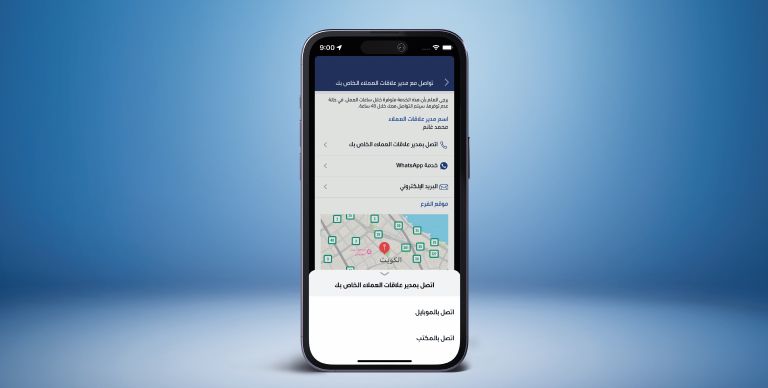 9:00
تواصل مع مدير علاقات العملاء الخاص بك
يرجى العلم بأن هذه الخدمة متوفرة خلال ساعات العمل. في حالة
عدم توفرها، سيتم التواصل معك خلال 48 ساعة.
اسم مدير علاقات العملاء
محمد غانم
اتصل بمدير علاقات العملاء الخاص بك
خدمة WhatsApp
البريد الإلكتروني
موقع الفرع
الكويت
اتصل بمدير علاقات العملاء الخاص بك
اتصل بالموبايل
اتصل بالمكتب